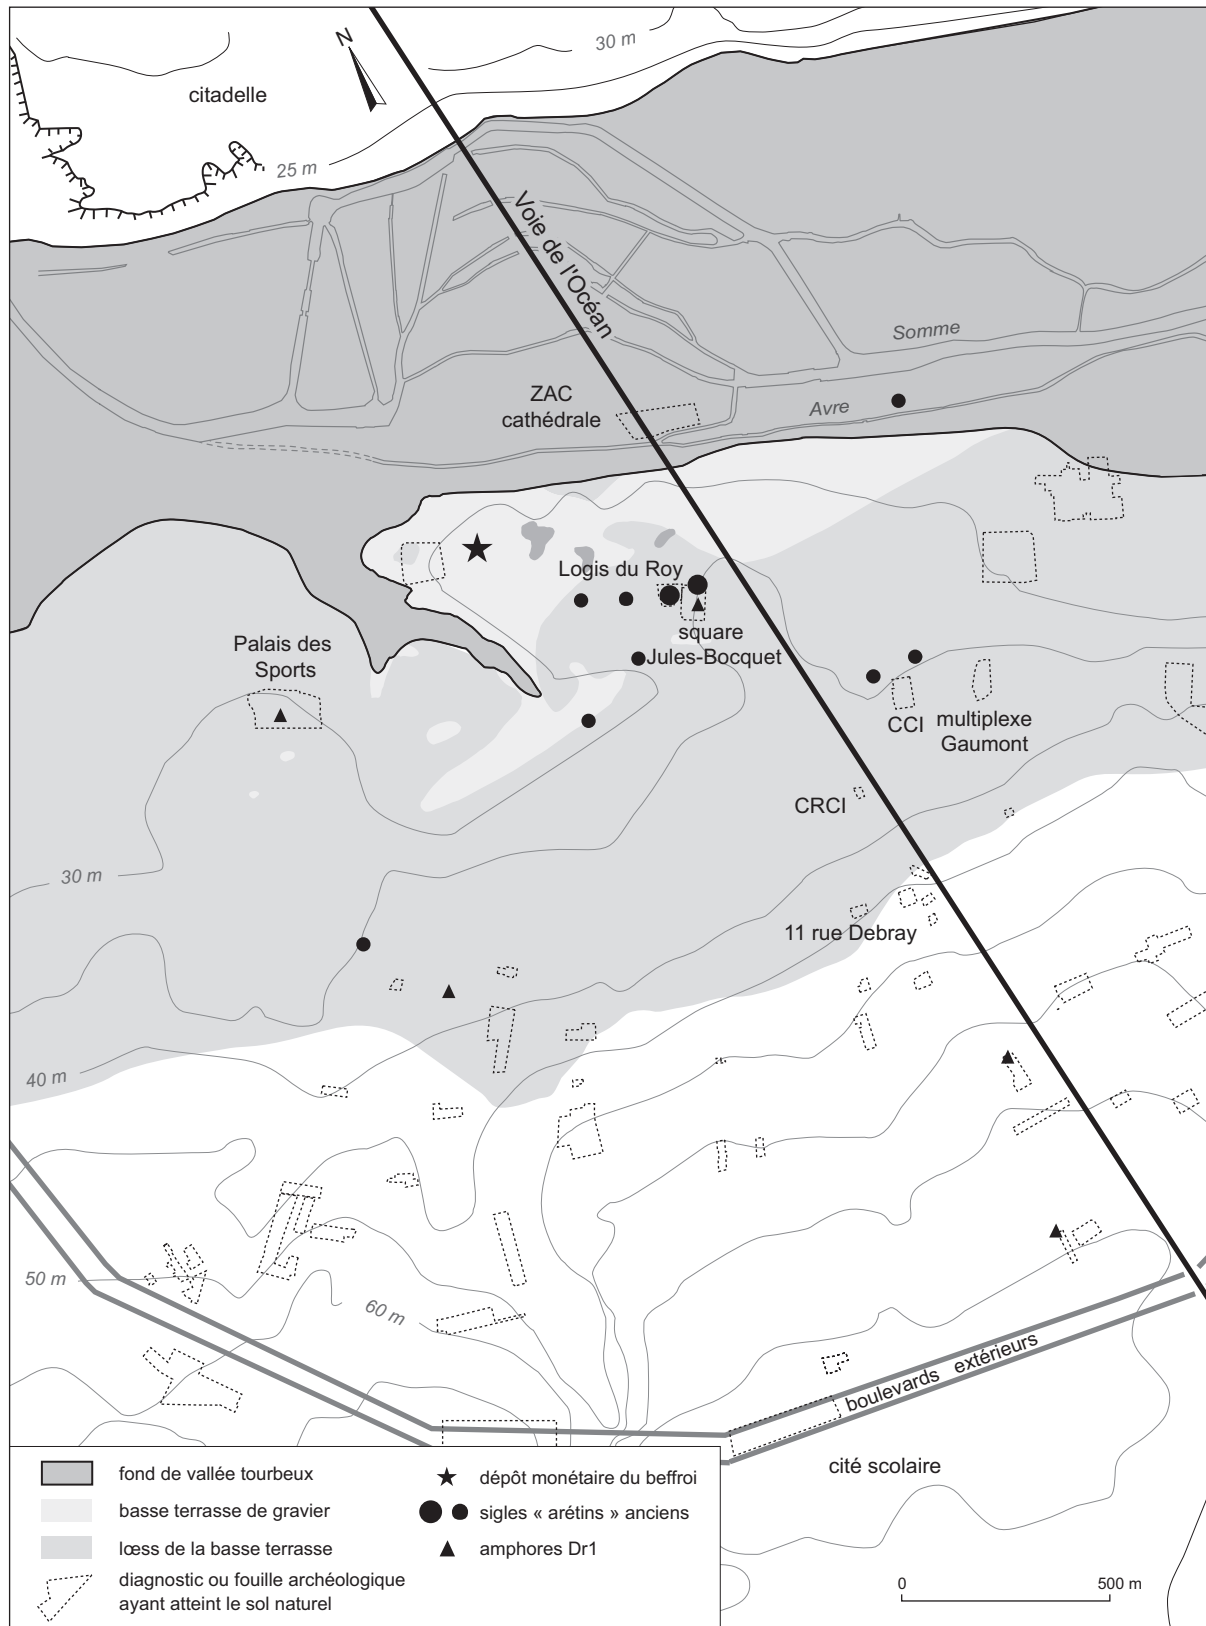 N
30 m
citadelle
25 m
Voie de l'Océan
Somme
ZAC
cathédrale
Avre
Logis du Roy
square
Jules-Bocquet
Palais des
Sports
CCI
multiplexe
Gaumont
CRCI
30 m
11 rue Debray
40 m
50 m
60 m
boulevards extérieurs
cité scolaire
fond de vallée tourbeux
basse terrasse de gravier
lœss de la basse terrasse
diagnostic ou fouille archéologique
ayant atteint le sol naturel
dépôt monétaire du beffroi
sigles « arétins » anciens
amphores Dr1
0 500 m